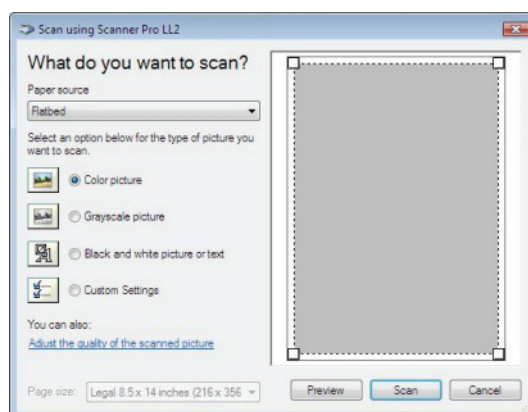 Scan using Scanner Pro LL2
What do you want to scan?
Paper source
Flatbed
Select an option below for the type of picture you
want to scan.
Color picture
Grayscale picture
Black and white picture or text
Custom Settings
You can also:
Adjust the quality of the scanned picture
Page size: Legal 8.5 x 14 inches (216 x 356
Preview Scan Cancel